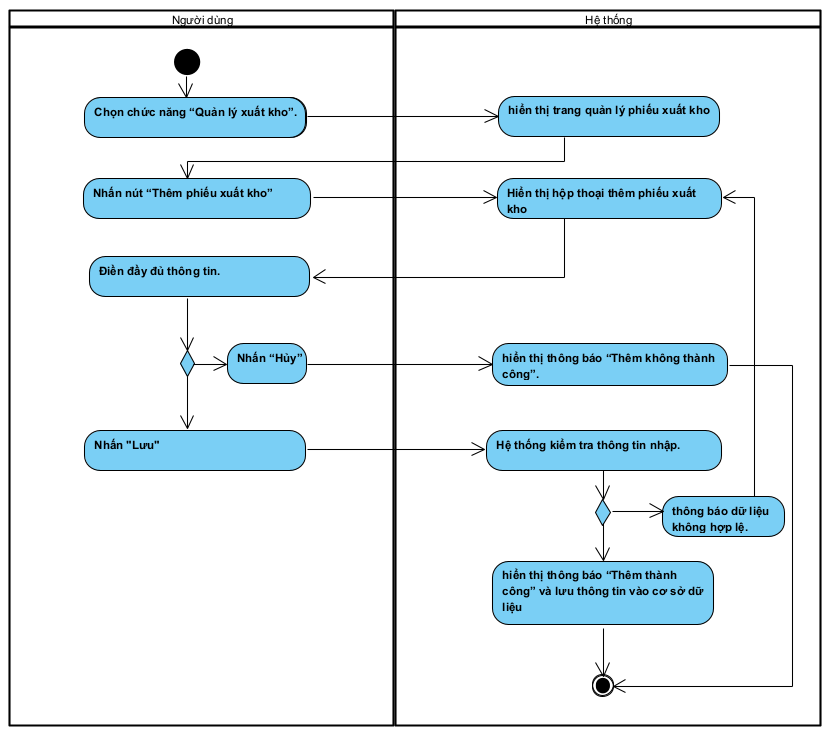 Người dùng
Hệ thống
Chọn chức năng “Quản lý xuất kho”.
hiển thị trang quản lý phiếu xuất kho
Nhấn nút “Thêm phiếu xuất kho”
Hiển thị hộp thoại thêm phiếu xuất
kho
Điền đầy đủ thông tin.
Nhấn “Hủy”
hiển thị thông báo “Thêm không thành
công”.
Nhấn "Lưu"
Hệ thống kiểm tra thông tin nhập.
thông báo dữ liệu
không hợp lệ.
hiển thị thông báo “Thêm thành
công” và lưu thông tin vào cơ sở dữ
liệu